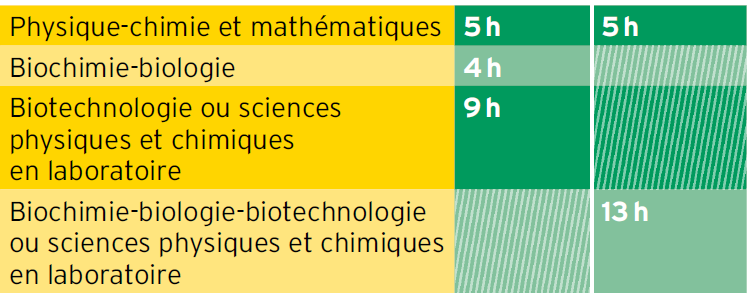 Physique-chimie et mathématiques 5 h 5 h
Biochimie-biologie 4 h
Biotechnologie ou sciences 9 h
physiques et chimiques
en laboratoire
Biochimie-biologie-biotechnologie 13 h
ou sciences physiques et chimiques
en laboratoire